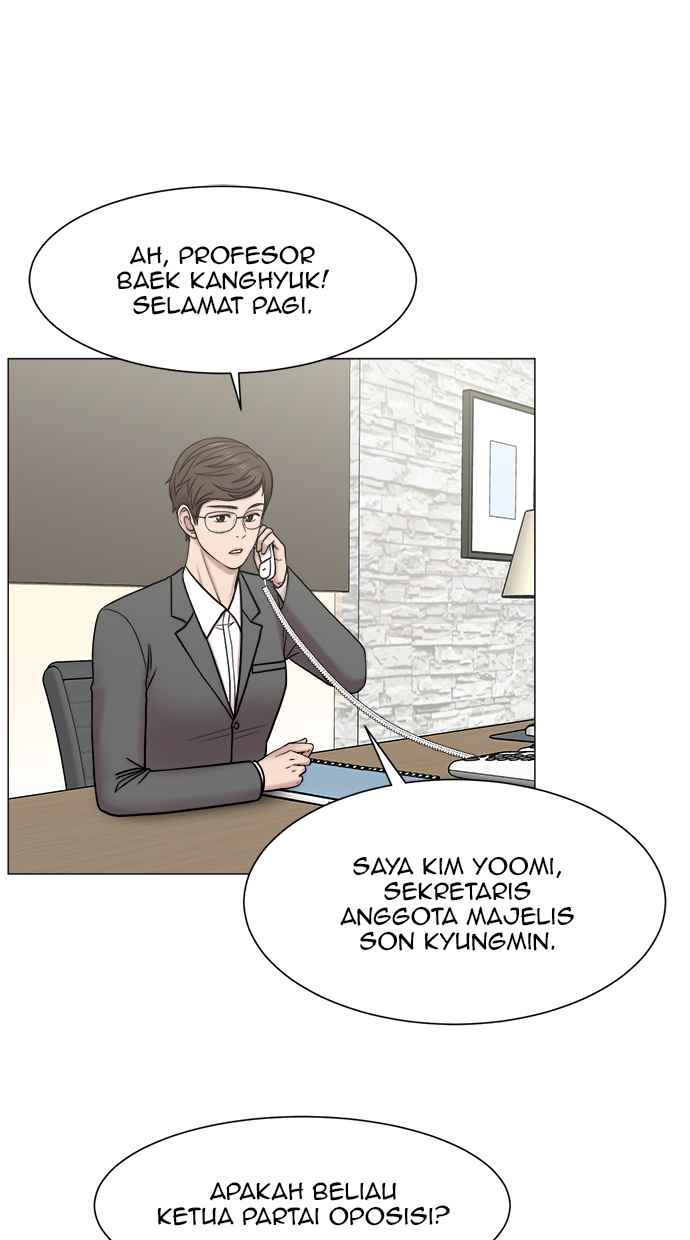 AH, PROFESOR
BAEK KANGHYUK!
SELAMAT PAGI.
SAYA KIM YOOMI,
SEKRETARIS
ANGGOTA MAJELIS
SON KYUNGMIN.
APAKAH BELIAU
KETUA PARTAI OPOSISI?